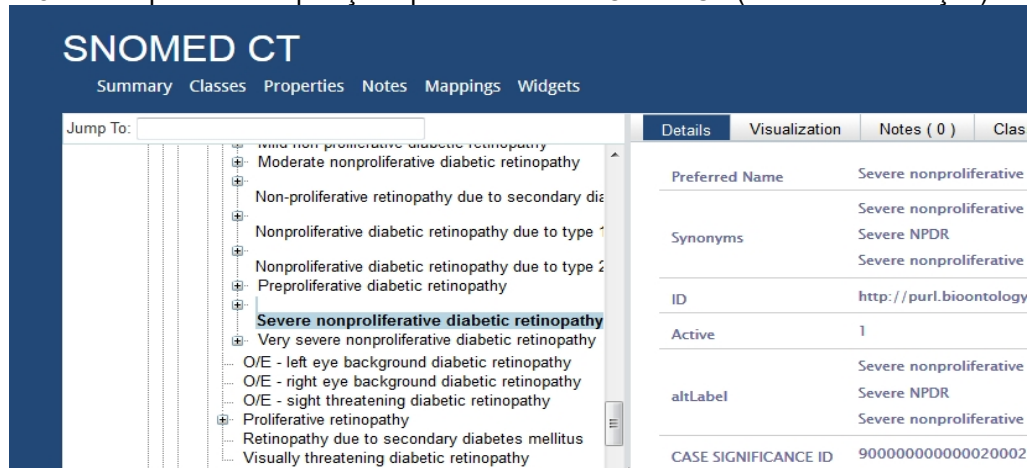 SNOMED CT
Summary Classes Properties Notes Mappings Widgets
Jump To:
Mild non proliferative diabetic retinopathy
Moderate nonproliferative diabetic retinopathy
Non-proliferative retinopathy due to secondary dia
Nonproliferative diabetic retinopathy due to type 1
Nonproliferative diabetic retinopathy due to type 2
Preproliferative diabetic retinopathy
Severe nonproliferative diabetic retinopathy
Very severe nonproliferative diabetic retinopathy
O/E - left eye background diabetic retinopathy
O/E - right eye background diabetic retinopathy
O/E - sight threatening diabetic retinopathy
Proliferative retinopathy
Retinopathy due to secondary diabetes mellitus
Visually threatening diabetic retinopathy
Details Visualization Notes ( 0 ) Clas
Preferred Name Severe nonproliferative
Severe nonproliferative
Synonyms Severe NPDR
Severe nonproliferative
ID http://purl.bioontology
Active 1
Severe nonproliferative
altLabel Severe NPDR
Severe nonproliferative
CASE SIGNIFICANCE ID 900000000000020002